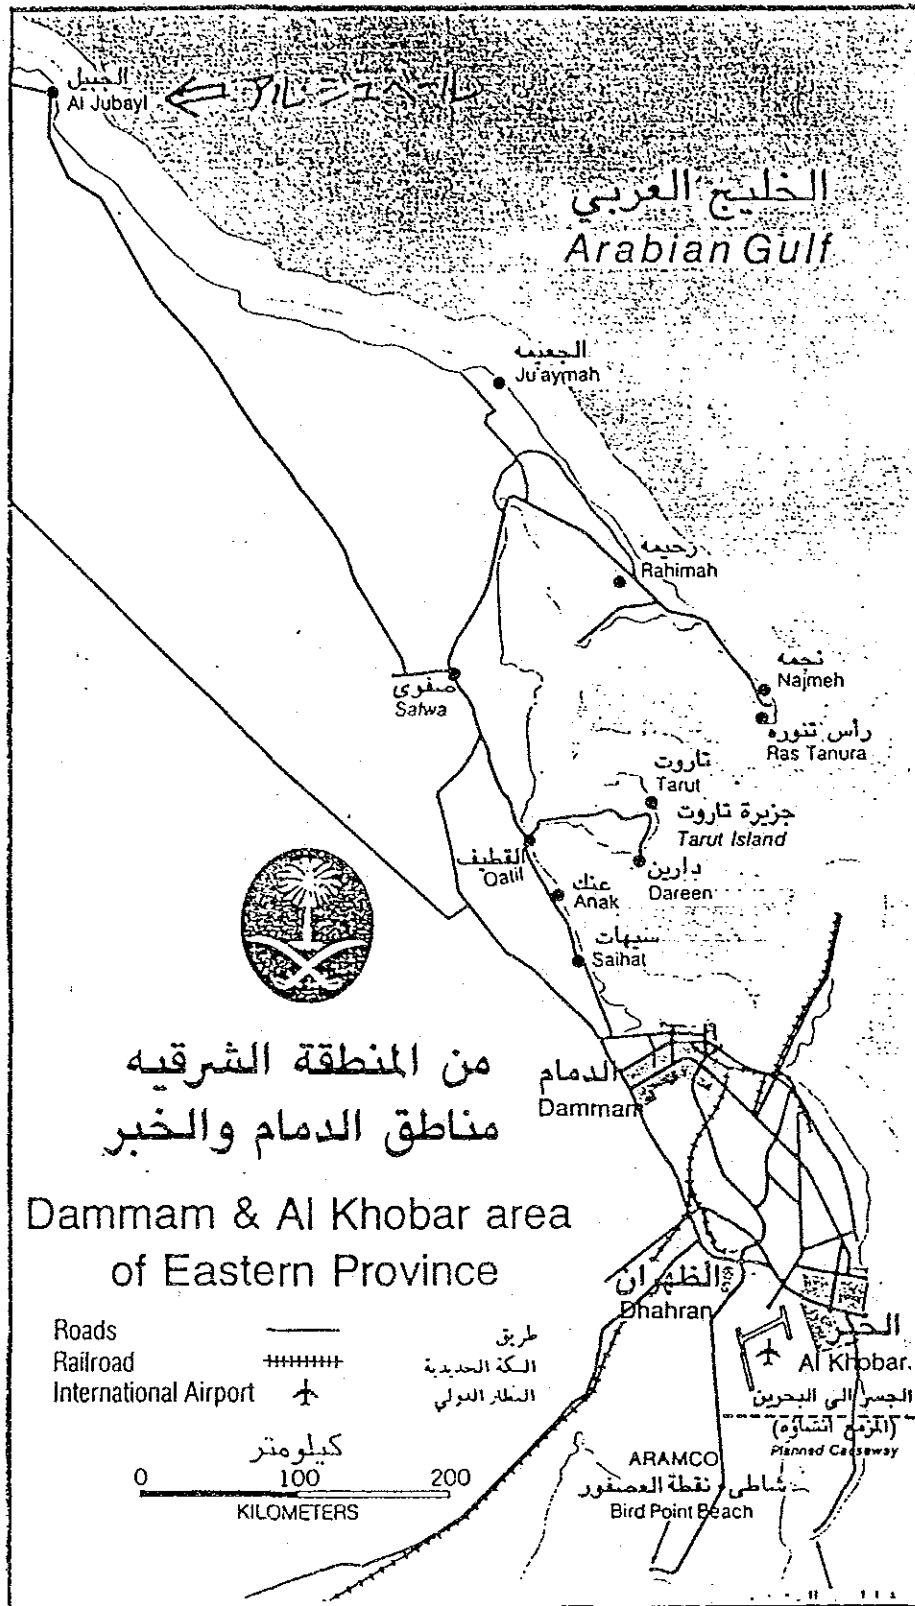 الجبيل
Al Jubayl
الخليج العربي
Arabian Gulf
الجعيمه
Ju'aymah
رحيمه
Rahimah
نجمه
Najmeh
رأس تنوره
Ras Tanura
صفوى
Safwa
تاروت
Tarut
جزيرة تاروت
Tarut Island
القطيف
Qatif
دارين
Dareen
عنك
Anak
سيهات
Saihat
من المنطقة الشرقيه
مناطق الدمام والخبر
الدمام
Dammam
Dammam & Al Khobar area
of Eastern Province
الظهران
Dhahran
الخبر
Al Khobar
Roads طريق
Railroad السكة الحديدية
International Airport المطار الدولي
الجسر الى البحرين
(المزمع انشاؤه)
Planned Causeway
كيلومتر
0 100 200
KILOMETERS
ARAMCO
شاطىء نقطة العصفور
Bird Point Beach